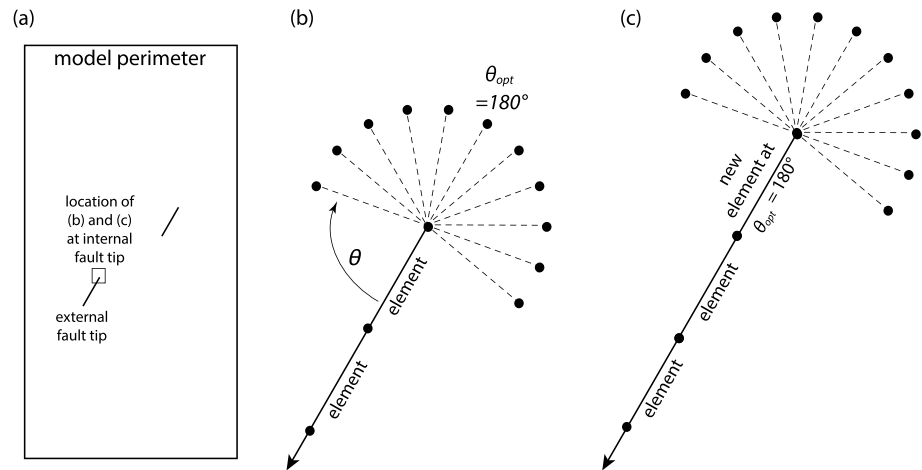 (a)
model perimeter
location of
(b) and (c)
at internal
fault tip
external
fault tip
(b)
θopt
=180°
θ
element
element
(c)
new
element at
θopt = 180°
element
element